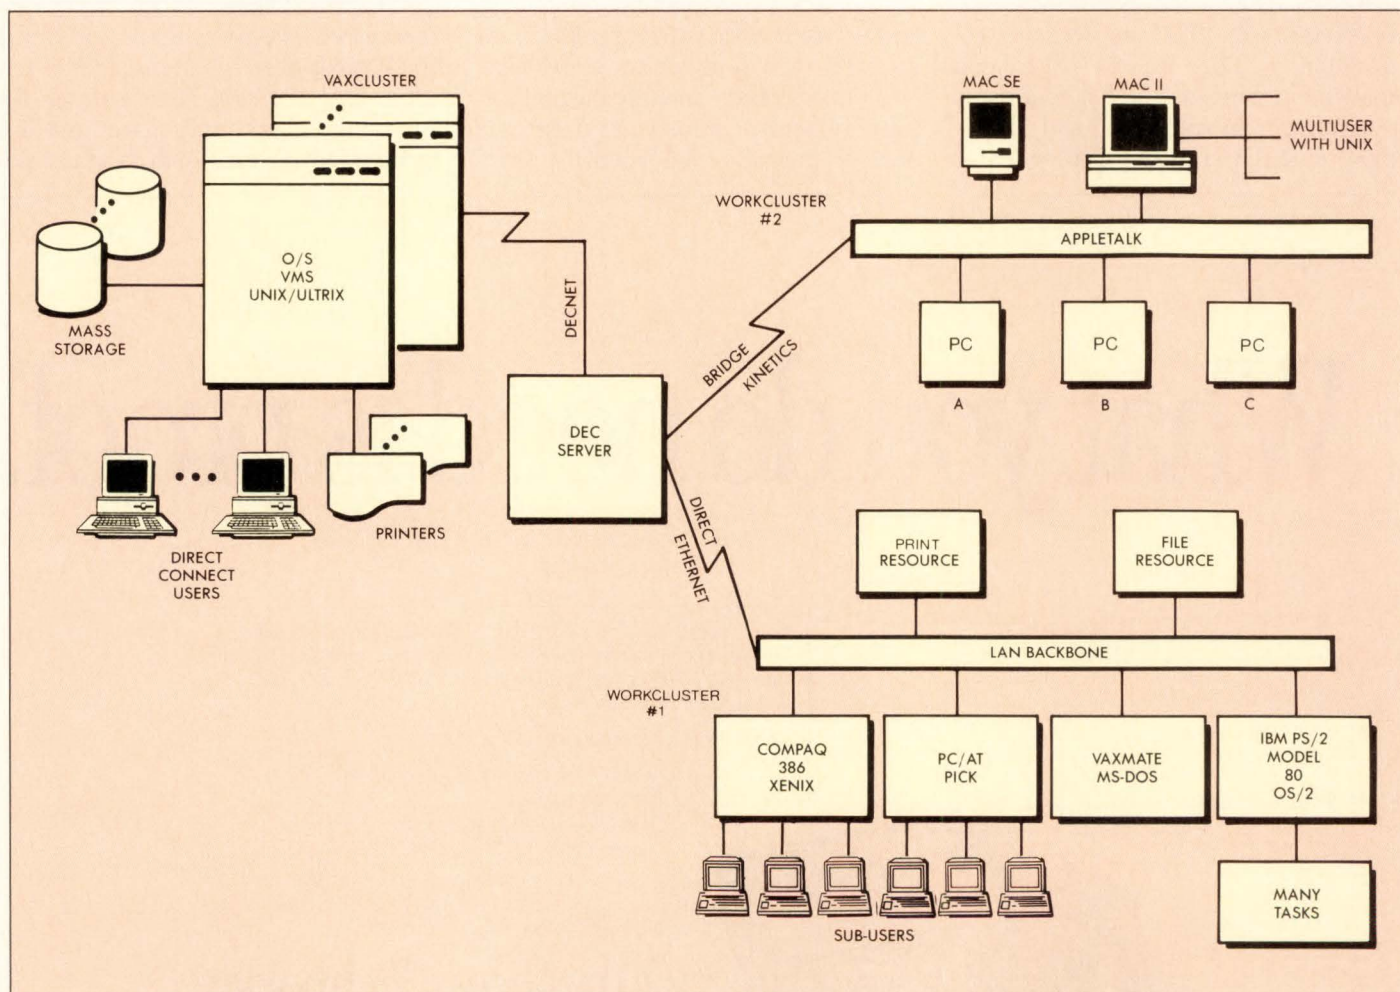 VAXCLUSTER
O/S
VMS
UNIX/ULTRIX
MASS
STORAGE
DIRECT
CONNECT
USERS
PRINTERS
DECNET
DEC
SERVER
BRIDGE
KINETICS
DIRECT
ETHERNET
MAC SE
MAC II
MULTIUSER
WITH UNIX
WORKCLUSTER
#2
APPLETALK
PC
PC
PC
A
B
C
PRINT
RESOURCE
FILE
RESOURCE
LAN BACKBONE
WORKCLUSTER
#1
COMPAQ
386
XENIX
PC/AT
PICK
VAXMATE
MS-DOS
IBM PS/2
MODEL
80
OS/2
SUB-USERS
MANY
TASKS